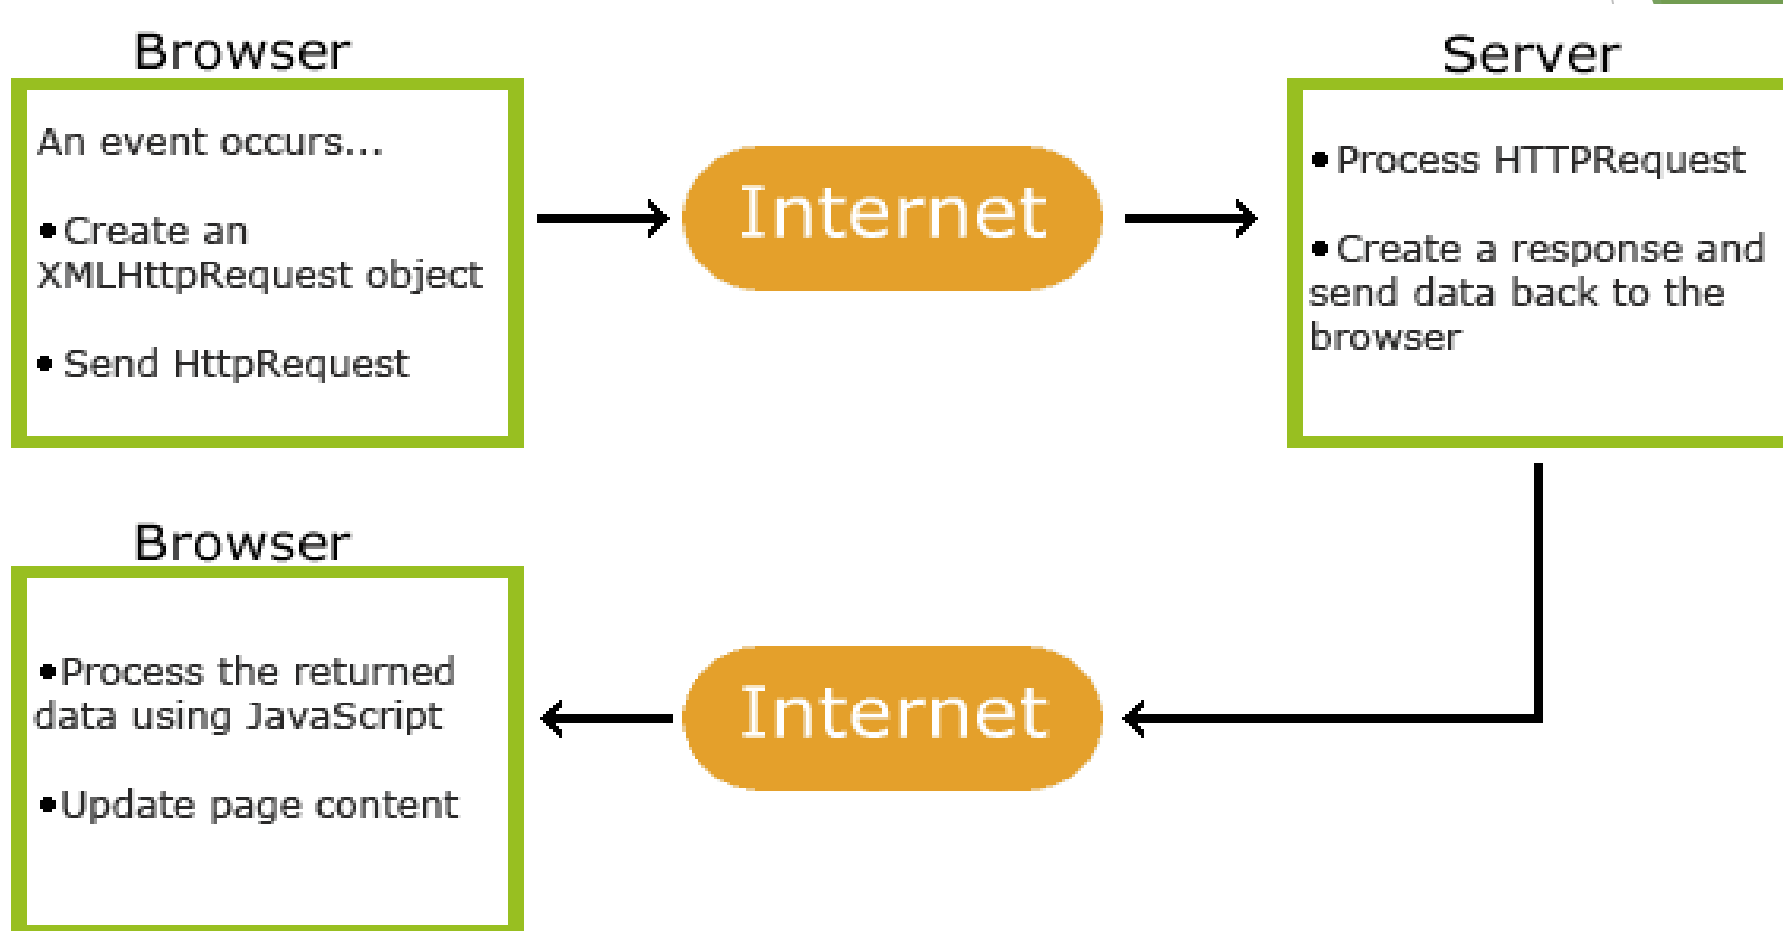 Browser
An event occurs...
•Create an
XMLHttpRequest object
• Send HttpRequest
Internet
Server
•Process HTTPRequest
•Create a response and
send data back to the
browser
Browser
•Process the returned
data using JavaScript
•Update page content
Internet